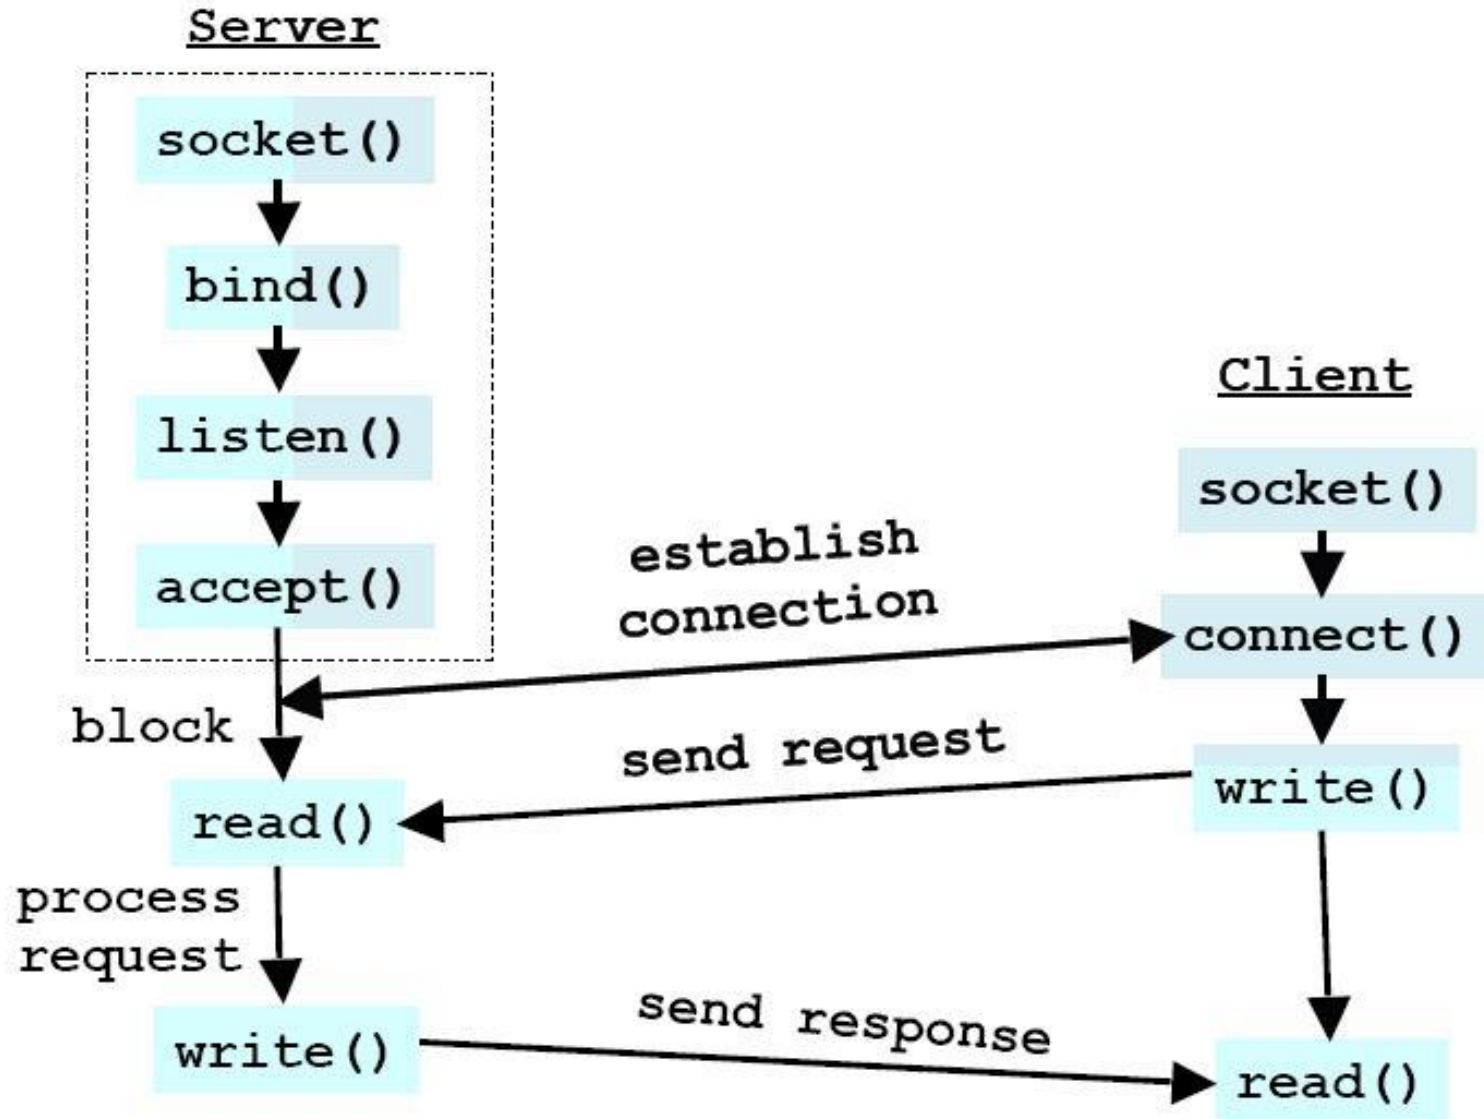 Server
socket()
bind()
listen()
accept()
block
read()
process
request
write()
establish
connection
send request
send response
Client
socket()
connect()
write()
read()